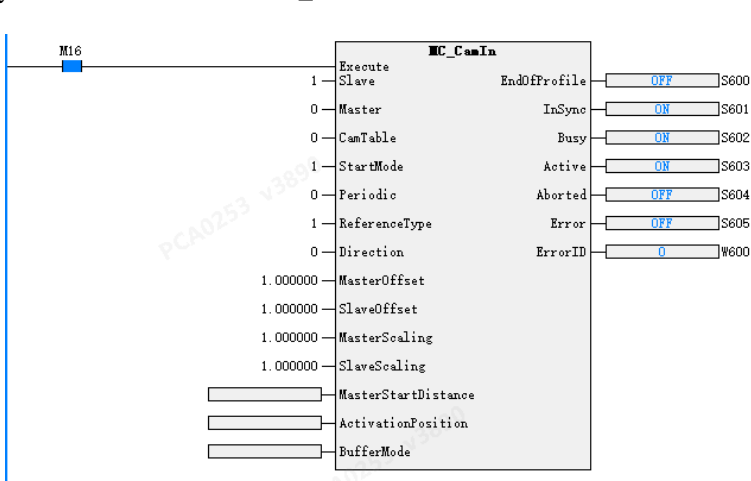 M16
MC_CamIn
Execute
1 Slave EndOfProfile OFF S600
0 Master InSync ON S601
0 CamTable Busy ON S602
1 StartMode Active ON S603
0 Periodic Aborted OFF S604
1 ReferenceType Error OFF S605
0 Direction ErrorID 0 W600
1.000000 MasterOffset
1.000000 SlaveOffset
1.000000 MasterScaling
1.000000 SlaveScaling
MasterStartDistance
ActivationPosition
BufferMode
PCA0253 v3890